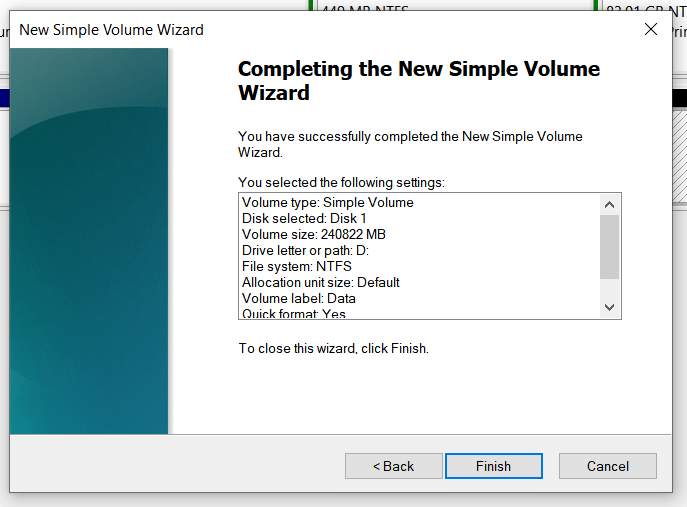 449 MB NTFS
New Simple Volume Wizard
Completing the New Simple Volume
Wizard
You have successfully completed the New Simple Volume
Wizard.
You selected the following settings:
Volume type: Simple Volume
Disk selected: Disk 1
Volume size: 240822 MB
Drive letter or path: D:
File system: NTFS
Allocation unit size: Default
Volume label: Data
Quick format: Yes
To close this wizard, click Finish.
< Back
Finish
Cancel